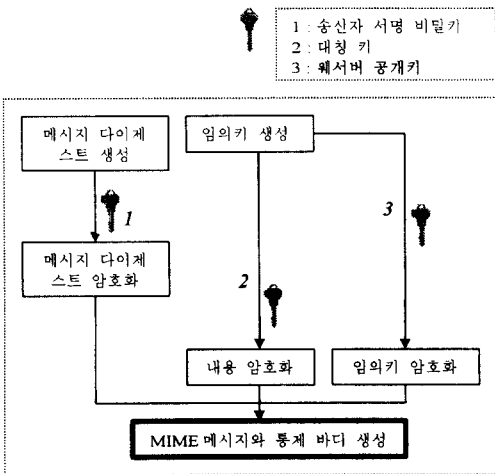 1 : 송신자 서명 비밀키
2 : 대칭 키
3 : 웹서버 공개키
메시지 다이제
스트 생성
임의키 생성
1
3
메시지 다이제
스트 암호화
2
내용 암호화
임의키 암호화
MIME 메시지와 통제 바디 생성